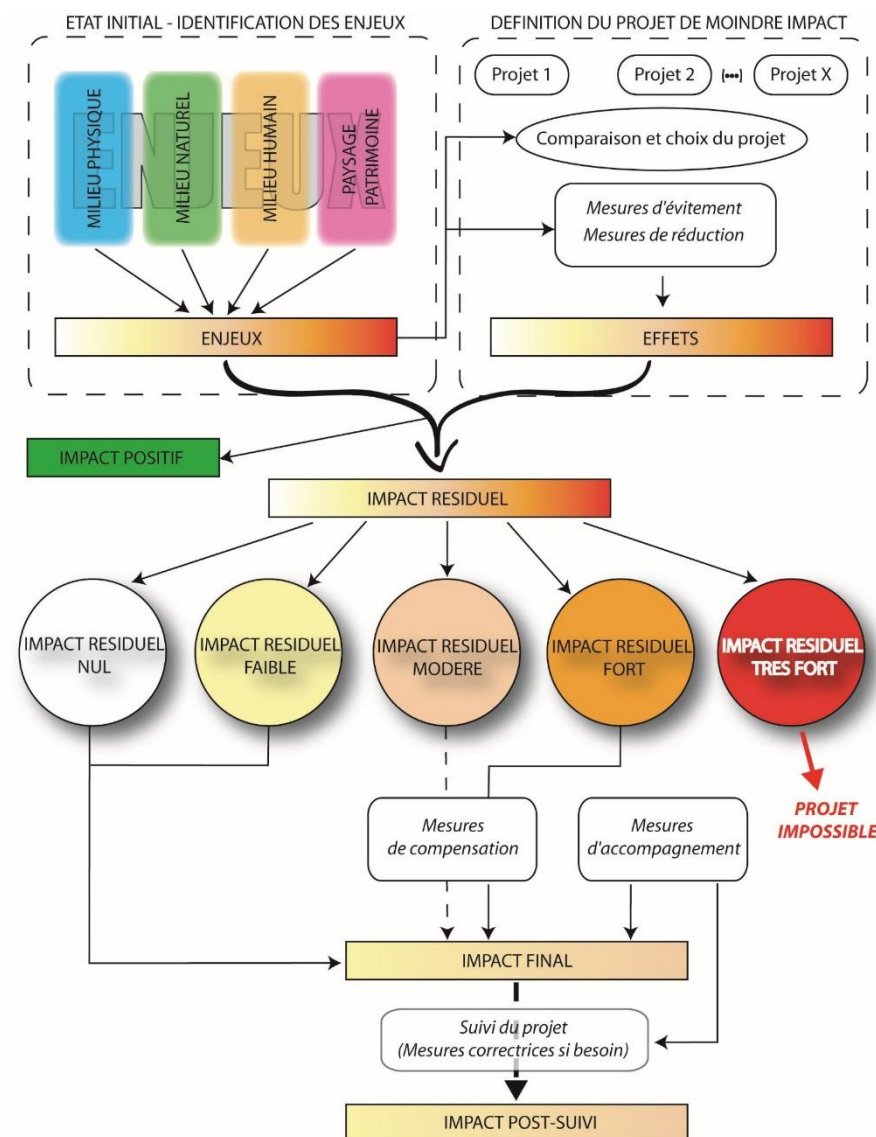 ETAT INITIAL - IDENTIFICATION DES ENJEUX
DEFINITION DU PROJET DE MOINDRE IMPACT
ENJEUX
MILIEU PHYSIQUE
MILIEU NATUREL
MILIEU HUMAIN
PAYSAGE
PATRIMOINE
Projet 1
Projet 2
(•••)
Projet X
Comparaison et choix du projet
Mesures d'évitement
Mesures de réduction
ENJEUX
EFFETS
IMPACT POSITIF
IMPACT RESIDUEL
IMPACT RESIDUEL
NUL
IMPACT RESIDUEL
FAIBLE
IMPACT RESIDUEL
MODERE
IMPACT RESIDUEL
FORT
IMPACT RESIDUEL
TRES FORT
PROJET
IMPOSSIBLE
Mesures
de compensation
Mesures
d'accompagnement
IMPACT FINAL
Suivi du projet
(Mesures correctrices si besoin)
IMPACT POST-SUIVI